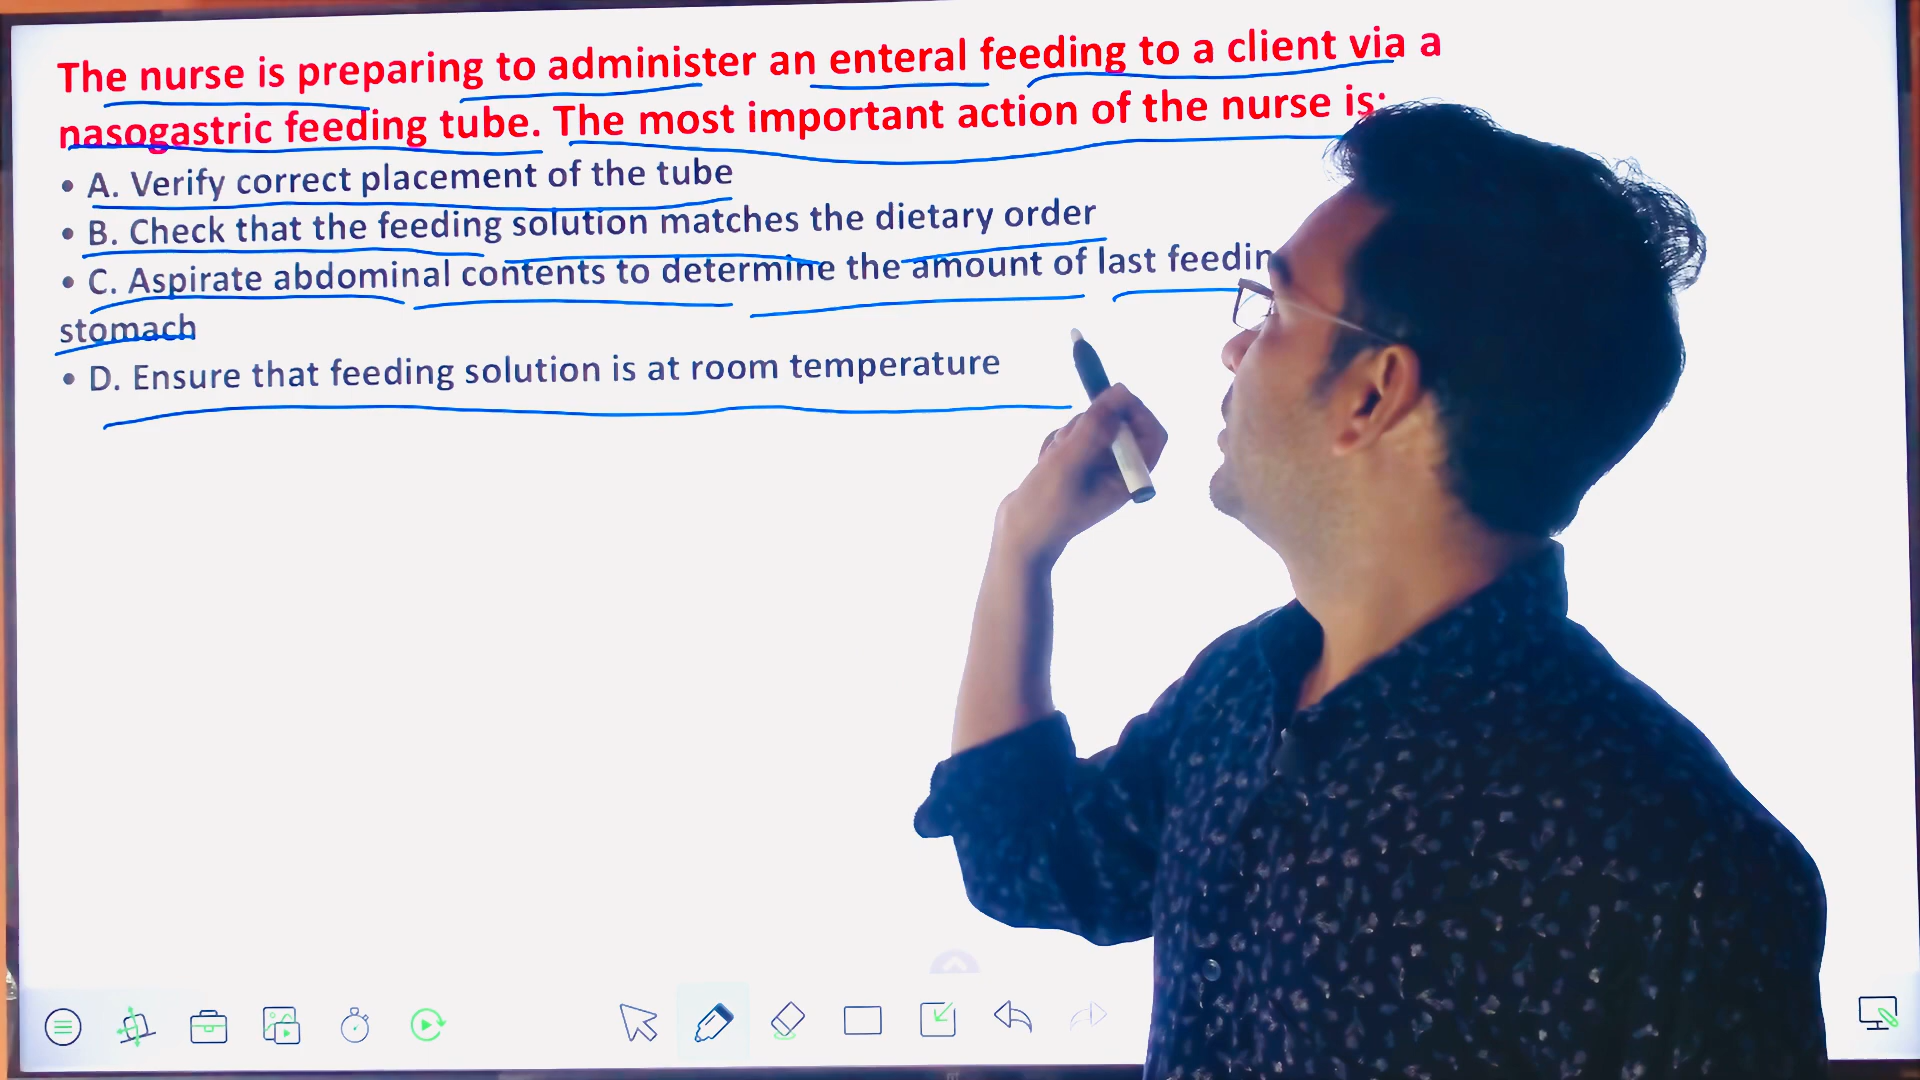 The nurse is preparing to administer an enteral feeding to a client via a
nasogastric feeding tube. The most important action of the nurse is:
• A. Verify correct placement of the tube
• B. Check that the feeding solution matches the dietary order
• C. Aspirate abdominal contents to determine the amount of last
stomach
• D. Ensure that feeding solution is at room temperature